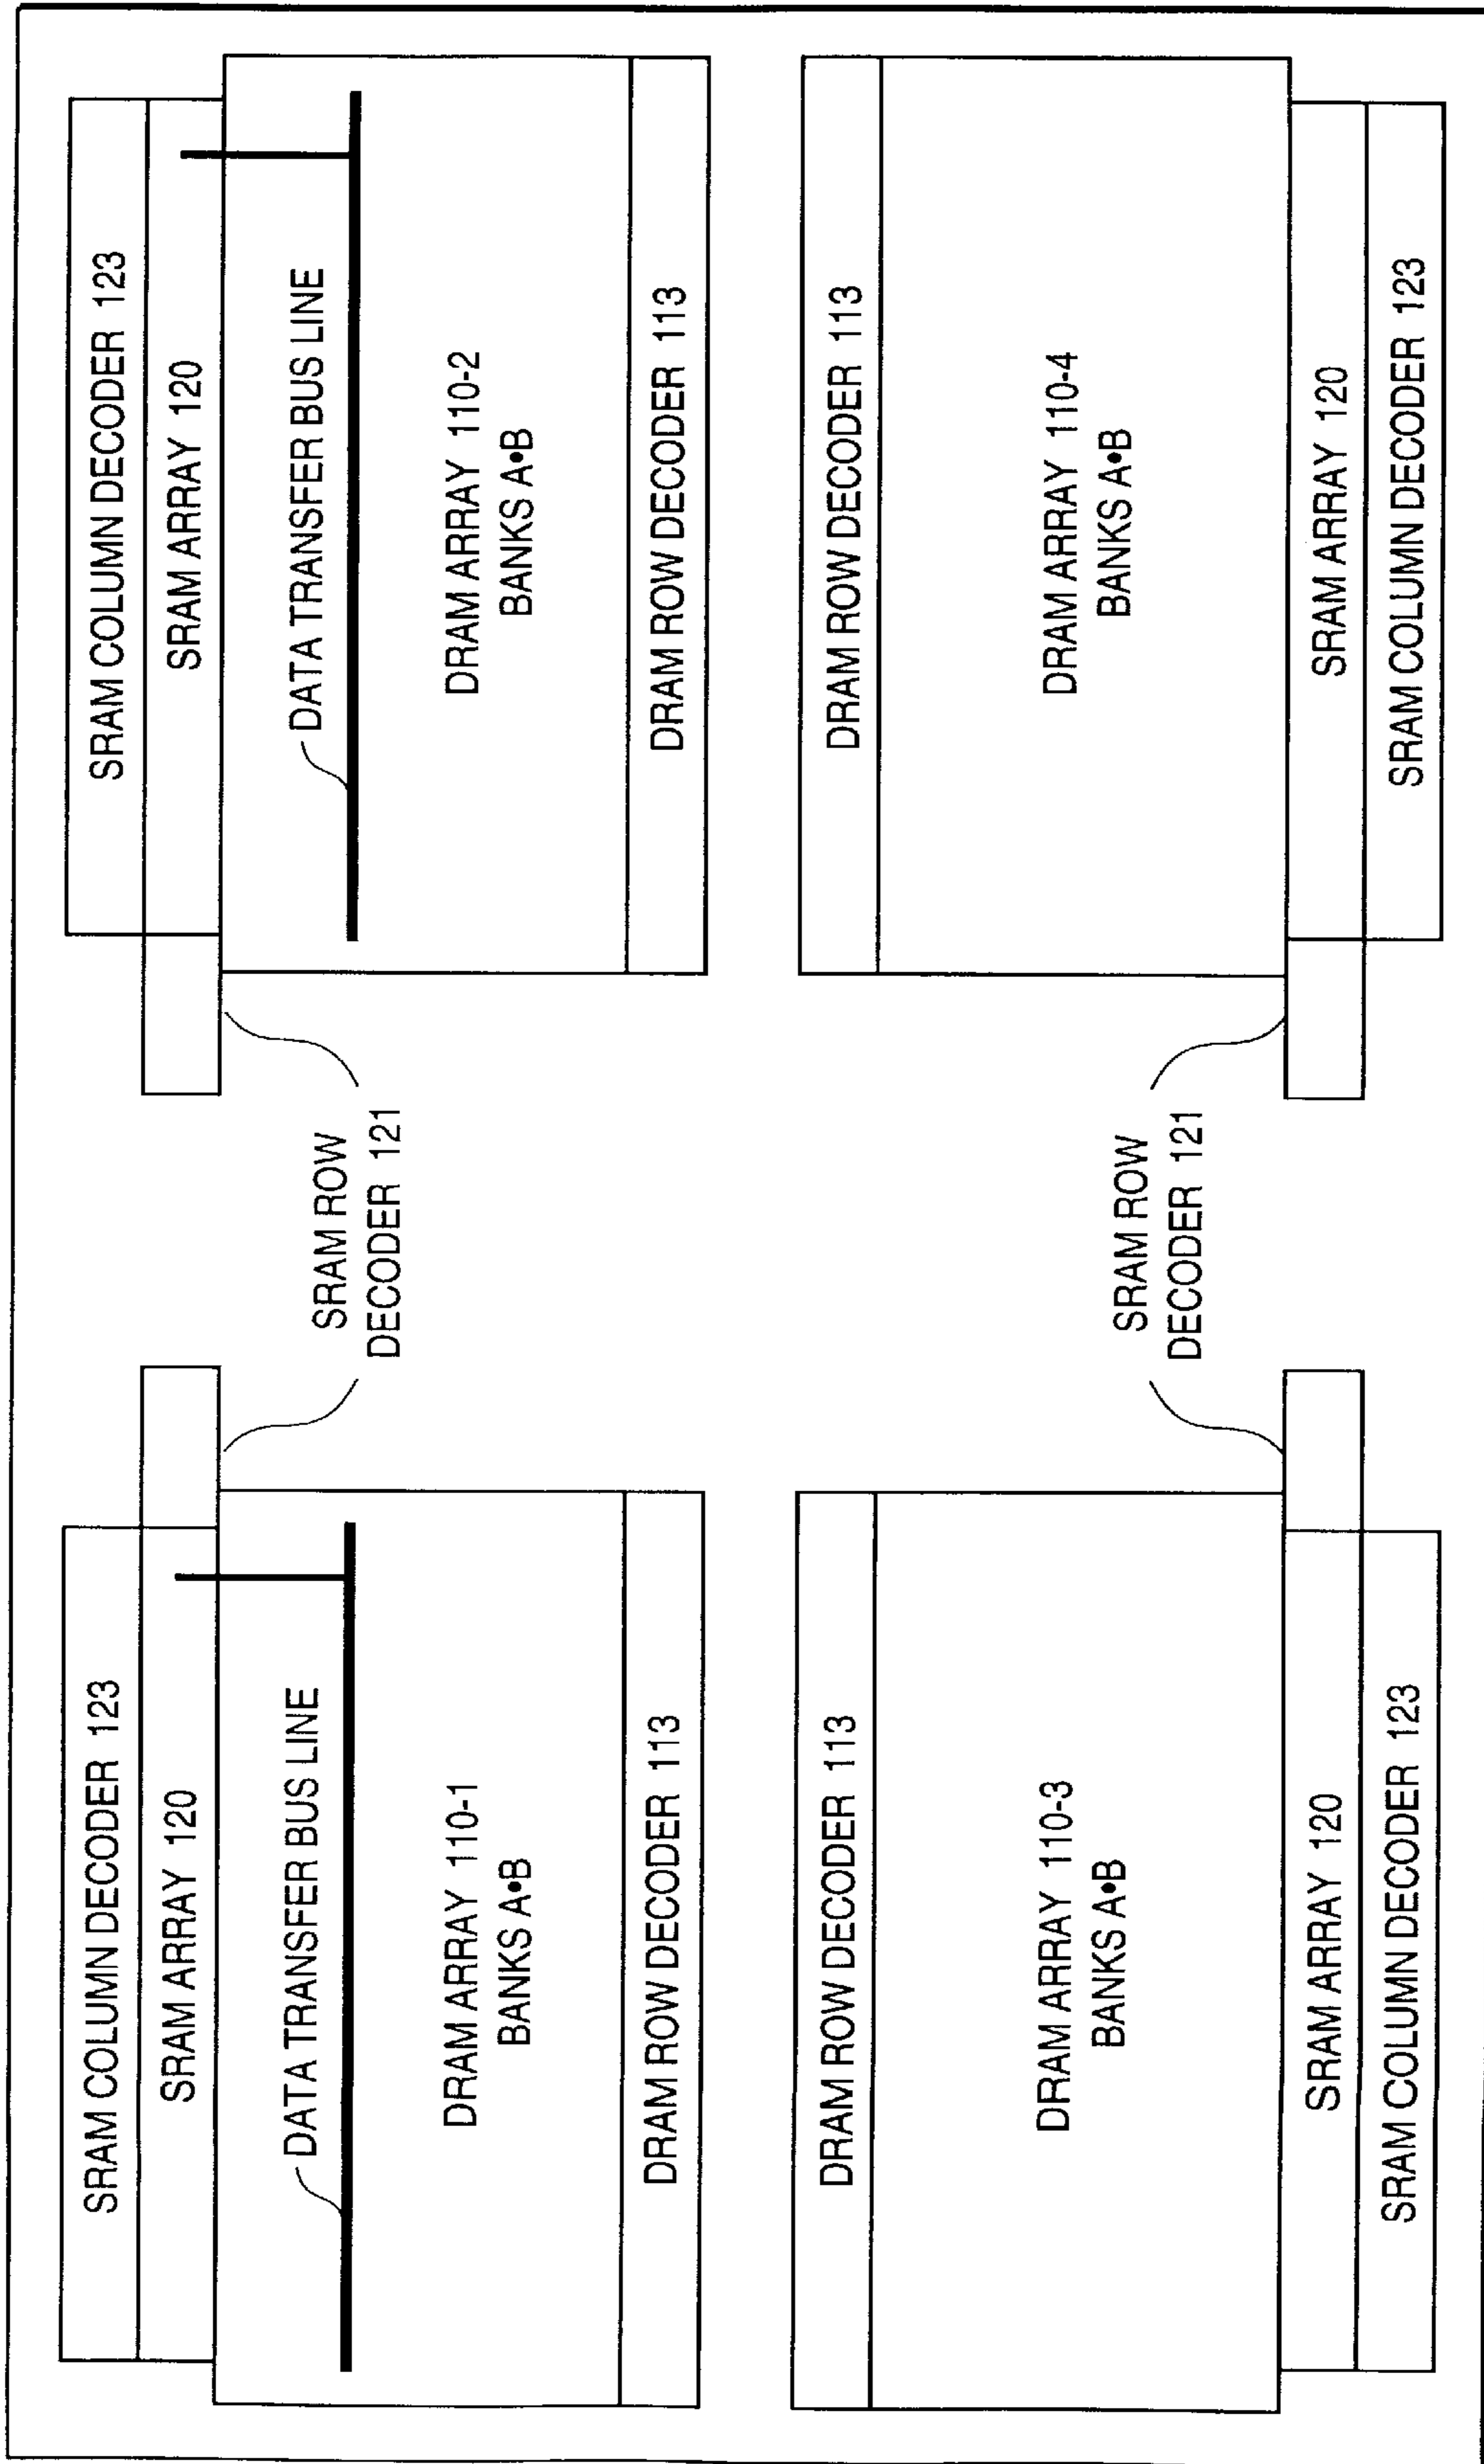 SRAM COLUMN DECODER 123
SRAM ARRAY 120
DATA TRANSFER BUS LINE
DRAM ARRAY 110-1
BANKS A•B
DRAM ROW DECODER 113
SRAM ROW
DECODER 121
SRAM COLUMN DECODER 123
SRAM ARRAY 120
DATA TRANSFER BUS LINE
DRAM ARRAY 110-2
BANKS A•B
DRAM ROW DECODER 113
DRAM ROW DECODER 113
DRAM ARRAY 110-3
BANKS A•B
SRAM ARRAY 120
SRAM COLUMN DECODER 123
SRAM ROW
DECODER 121
DRAM ROW DECODER 113
DRAM ARRAY 110-4
BANKS A•B
SRAM ARRAY 120
SRAM COLUMN DECODER 123